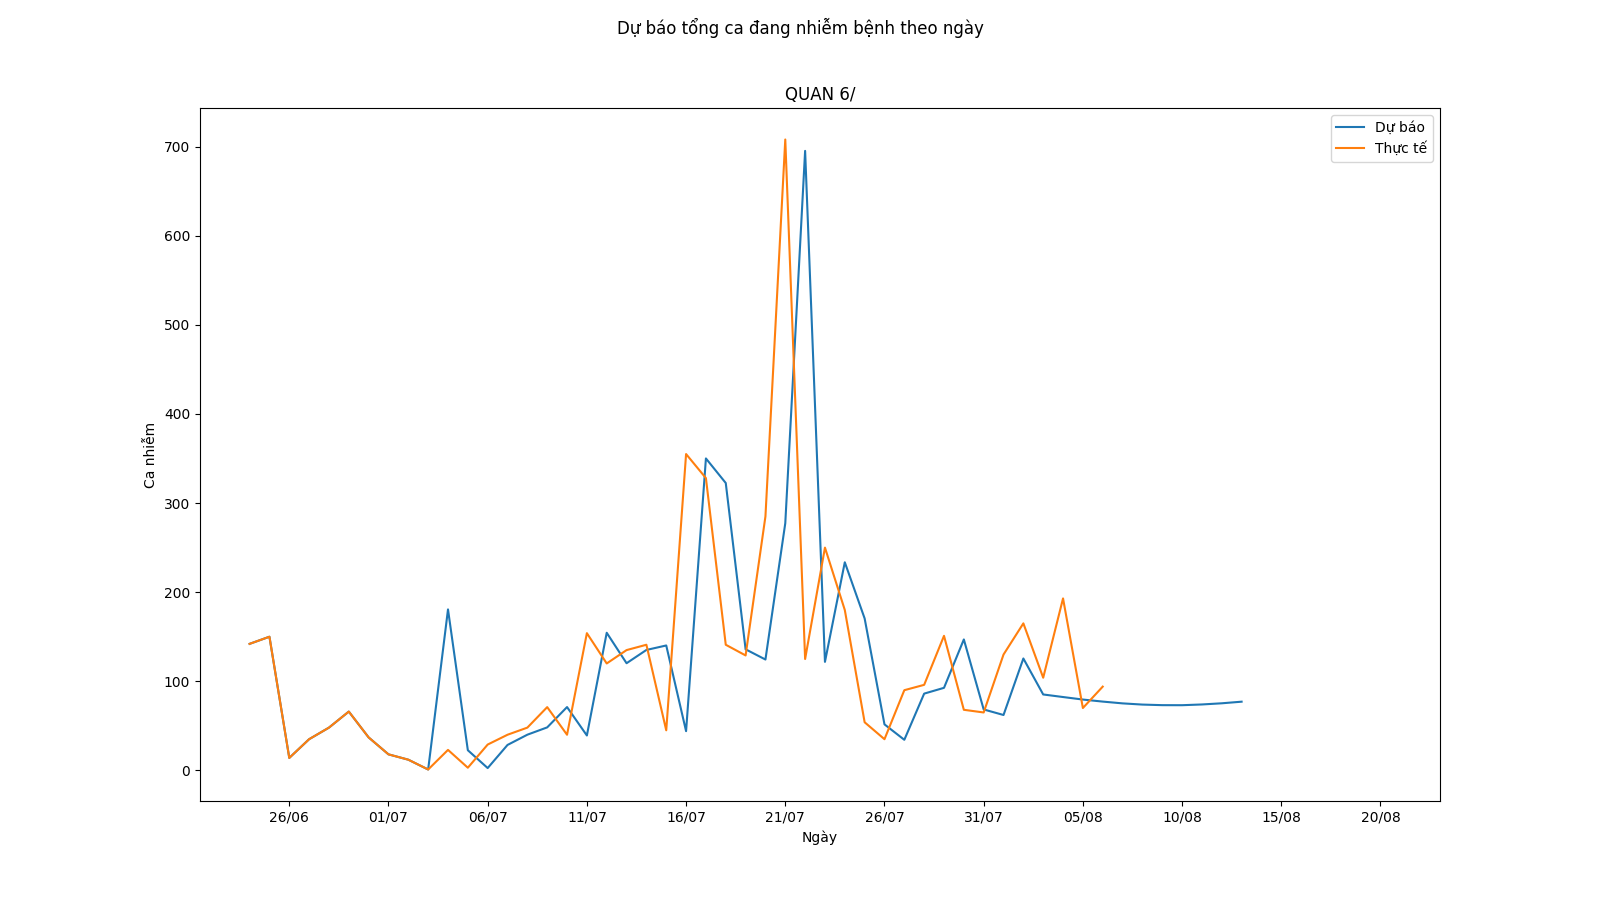 Dự báo tổng ca đang nhiễm bệnh theo ngày
QUAN 6/
Dự báo
Thực tế
700
600
500
400
300
200
100
0
Ca nhiễm
26/06 01/07 06/07 11/07 16/07 21/07 26/07 31/07 05/08 10/08 15/08 20/08
Ngày